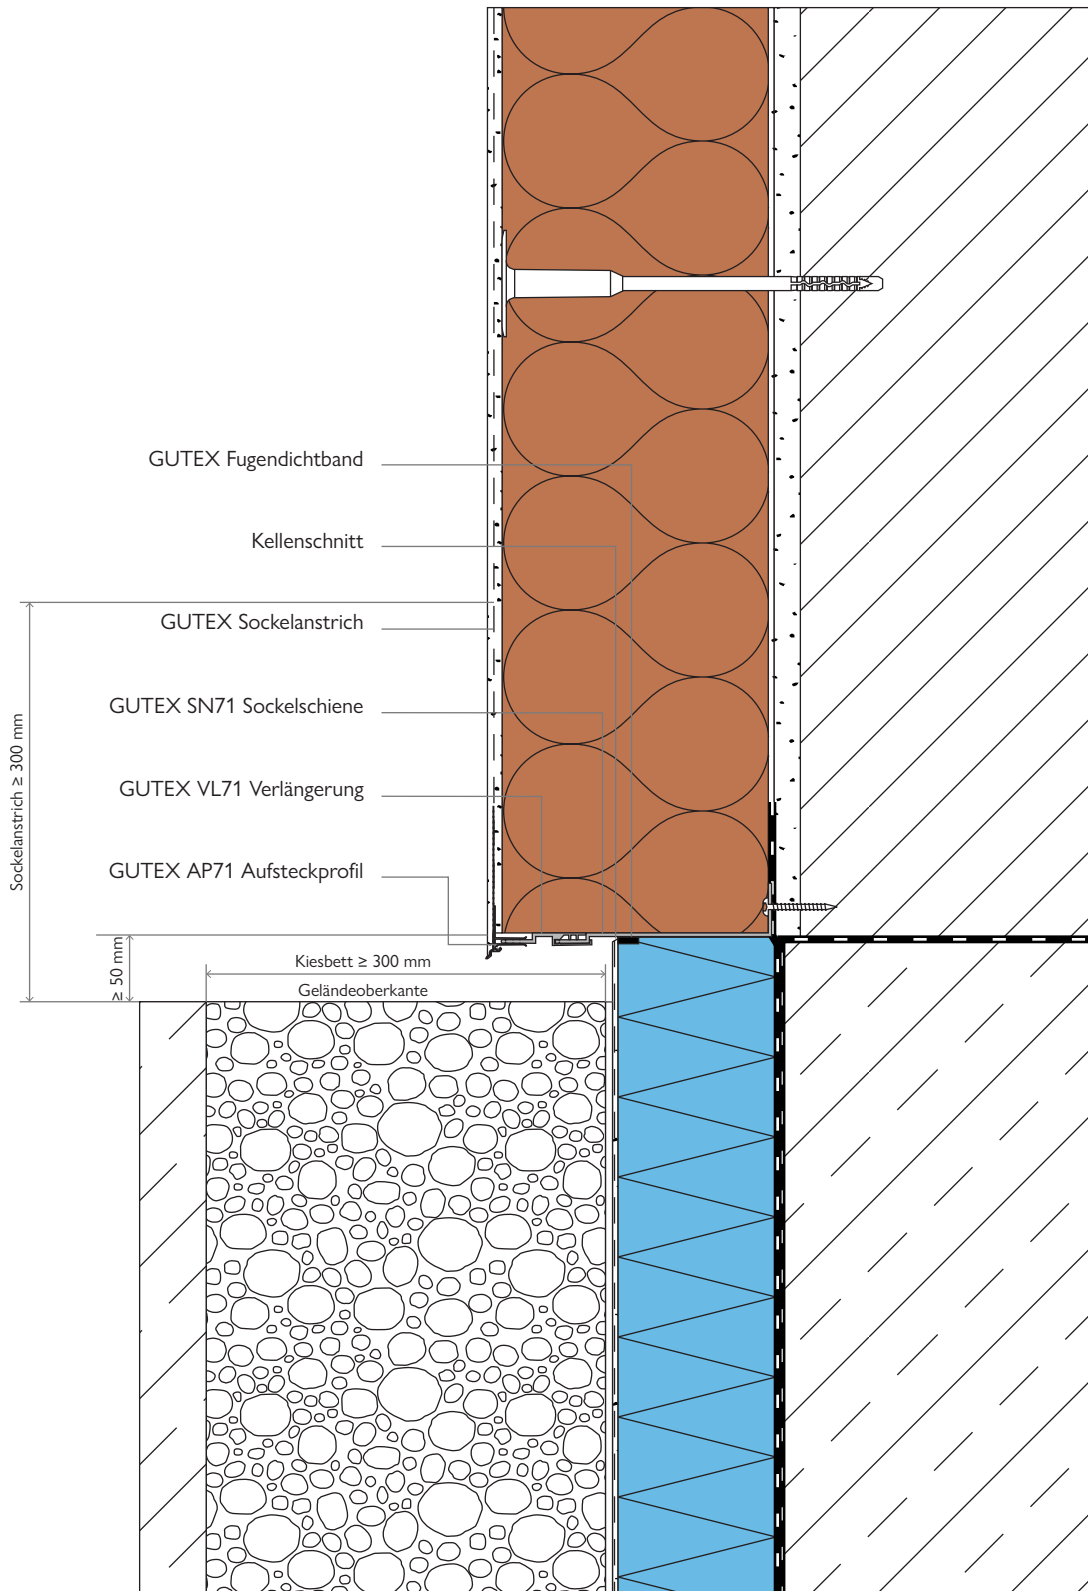 GUTEX Fugendichtband
Kellenschnitt
GUTEX Sockelanstrich
GUTEX SN71 Sockelschiene
GUTEX VL71 Verlängerung
GUTEX AP71 Aufsteckprofil
Sockelanstrich ≥ 300 mm
≥ 50 mm
Kiesbett ≥ 300 mm
Geländeoberkante